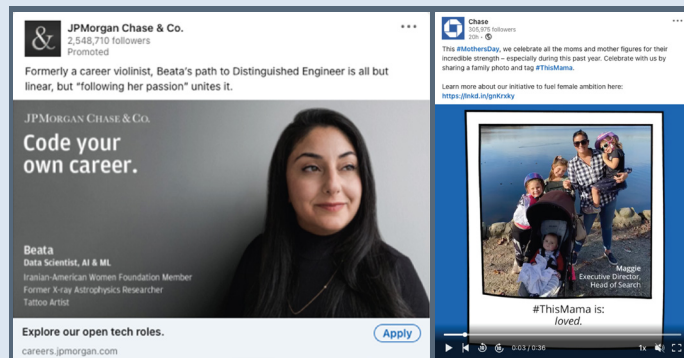 JPMorgan Chase & Co.
2,548,710 followers
Promoted
Formerly a career violinist, Beata's path to Distinguished Engineer is all but
linear, but "following her passion" unites it.
JPMORGAN CHASE & CO.
Code your
own career.
Beata
Data Scientist, AI & ML
Iranian-American Women Foundation Member
Former X-ray Astrophysics Researcher
Tattoo Artist
Explore our open tech roles.
Apply
careers.jpmorgan.com
Chase
305,975 followers
20h •
This #MothersDay, we celebrate all the moms and mother figures for their
incredible strength – especially during this past year. Celebrate with us by
sharing a family photo and tag #ThisMama.
Learn more about our initiative to fuel female ambition here:
https://lnkd.in/gnKrxky
Maggie
Executive Director,
Head of Search
#ThisMama is:
loved.
0:03 / 0:36
1x